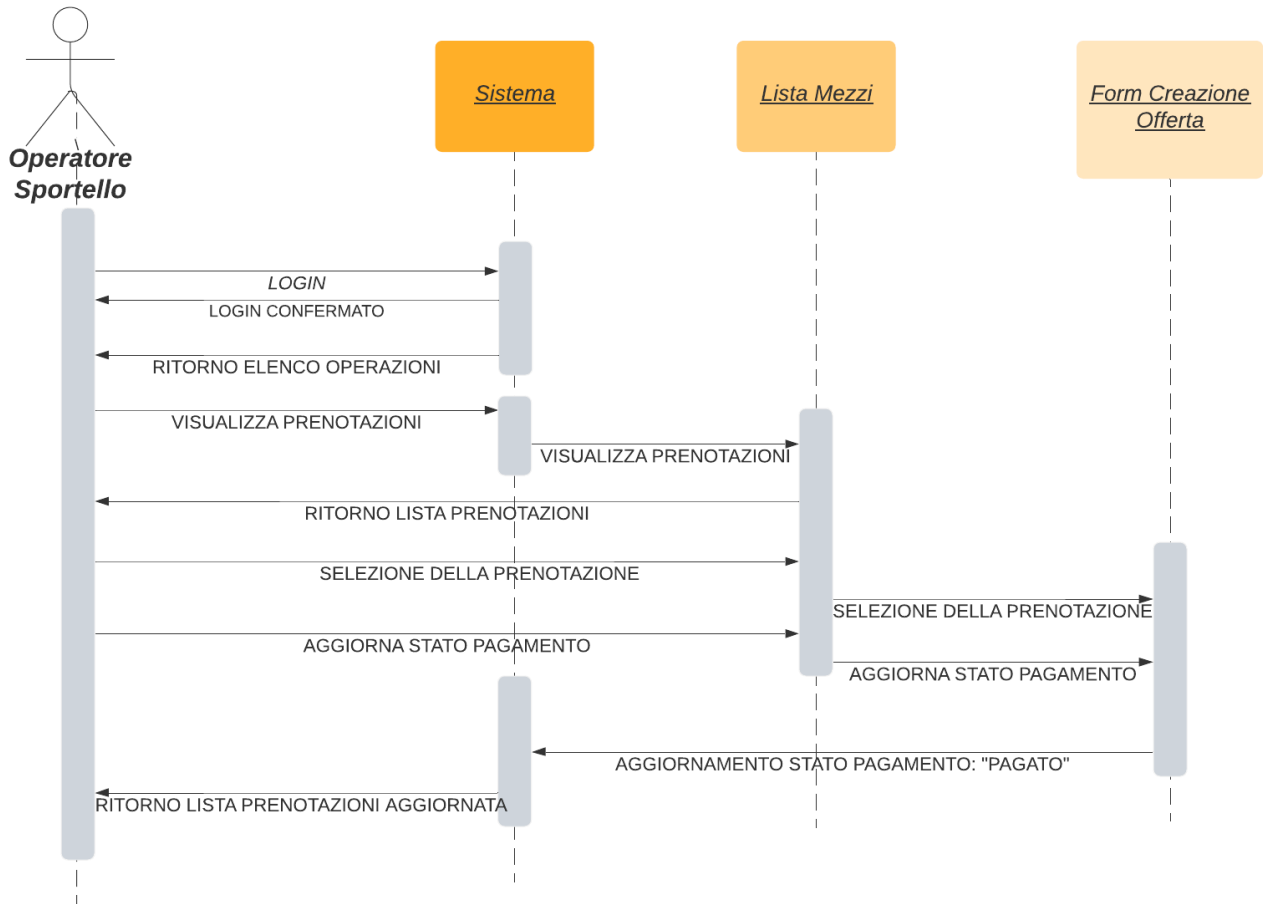 Operatore
Sportello
Sistema
Lista Mezzi
Form Creazione
Offerta
LOGIN
LOGIN CONFERMATO
RITORNO ELENCO OPERAZIONI
VISUALIZZA PRENOTAZIONI
VISUALIZZA PRENOTAZIONI
RITORNO LISTA PRENOTAZIONI
SELEZIONE DELLA PRENOTAZIONE
SELEZIONE DELLA PRENOTAZIONE
AGGIORNA STATO PAGAMENTO
AGGIORNA STATO PAGAMENTO
AGGIORNAMENTO STATO PAGAMENTO: "PAGATO"
RITORNO LISTA PRENOTAZIONI AGGIORNATA